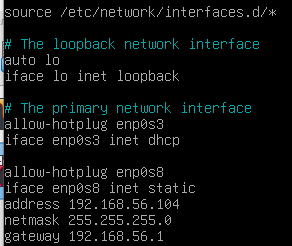 source /etc/network/interfaces.d/*
# The loopback network interface
auto lo
iface lo inet loopback
# The primary network interface
allow-hotplug enp0s3
iface enp0s3 inet dhcp
allow-hotplug enp0s8
iface enp0s8 inet static
address 192.168.56.104
netmask 255.255.255.0
gateway 192.168.56.1